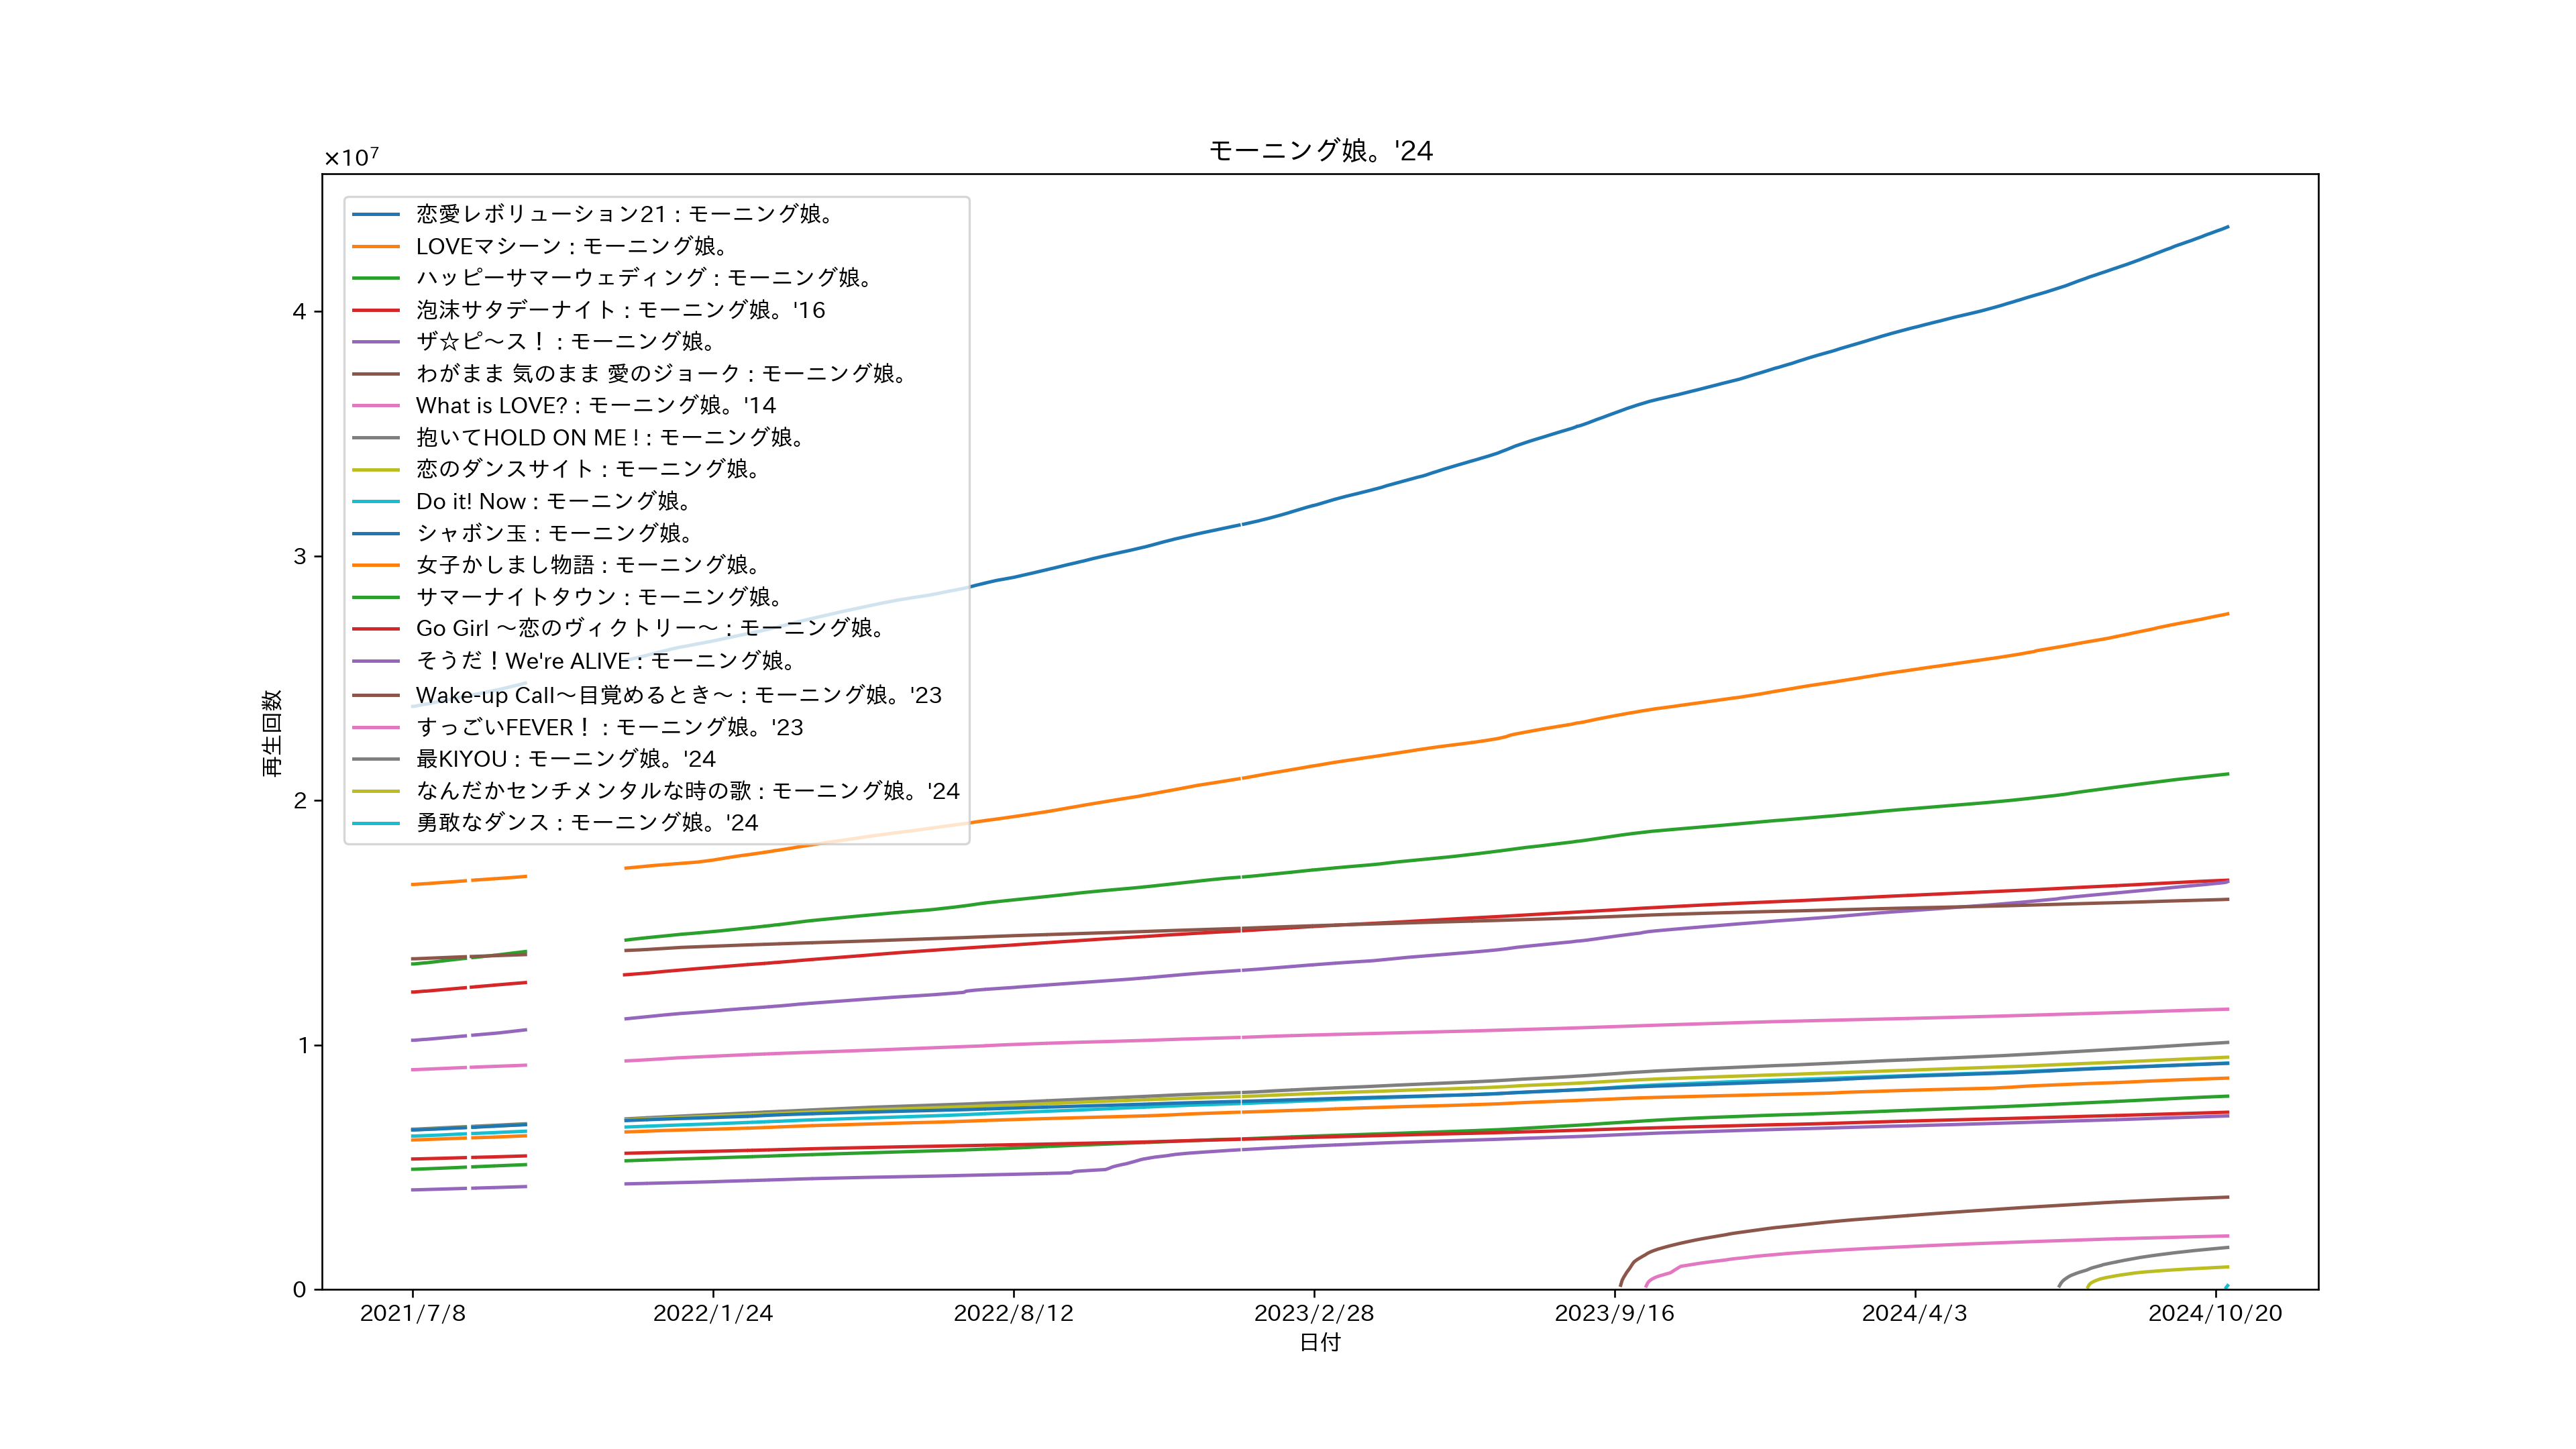 モーニング娘。'24
×10⁷
4
3
2
1
0
再生回数
恋愛レボリューション21 : モーニング娘。
LOVEマシーン : モーニング娘。
ハッピーサマーウェディング : モーニング娘。
泡沫サタデーナイト : モーニング娘。'16
ザ☆ピ〜ス！ : モーニング娘。
わがまま 気のまま 愛のジョーク : モーニング娘。
What is LOVE? : モーニング娘。'14
抱いてHOLD ON ME ! : モーニング娘。
恋のダンスサイト : モーニング娘。
Do it! Now : モーニング娘。
シャボン玉 : モーニング娘。
女子かしまし物語 : モーニング娘。
サマーナイトタウン : モーニング娘。
Go Girl 〜恋のヴィクトリー〜 : モーニング娘。
そうだ！We're ALIVE : モーニング娘。
Wake-up Call〜目覚めるとき〜 : モーニング娘。'23
すっごいFEVER！ : モーニング娘。'23
最KIYOU : モーニング娘。'24
なんだかセンチメンタルな時の歌 : モーニング娘。'24
勇敢なダンス : モーニング娘。'24
2021/7/8 2022/1/24 2022/8/12 2023/2/28 2023/9/16 2024/4/3 2024/10/20
日付